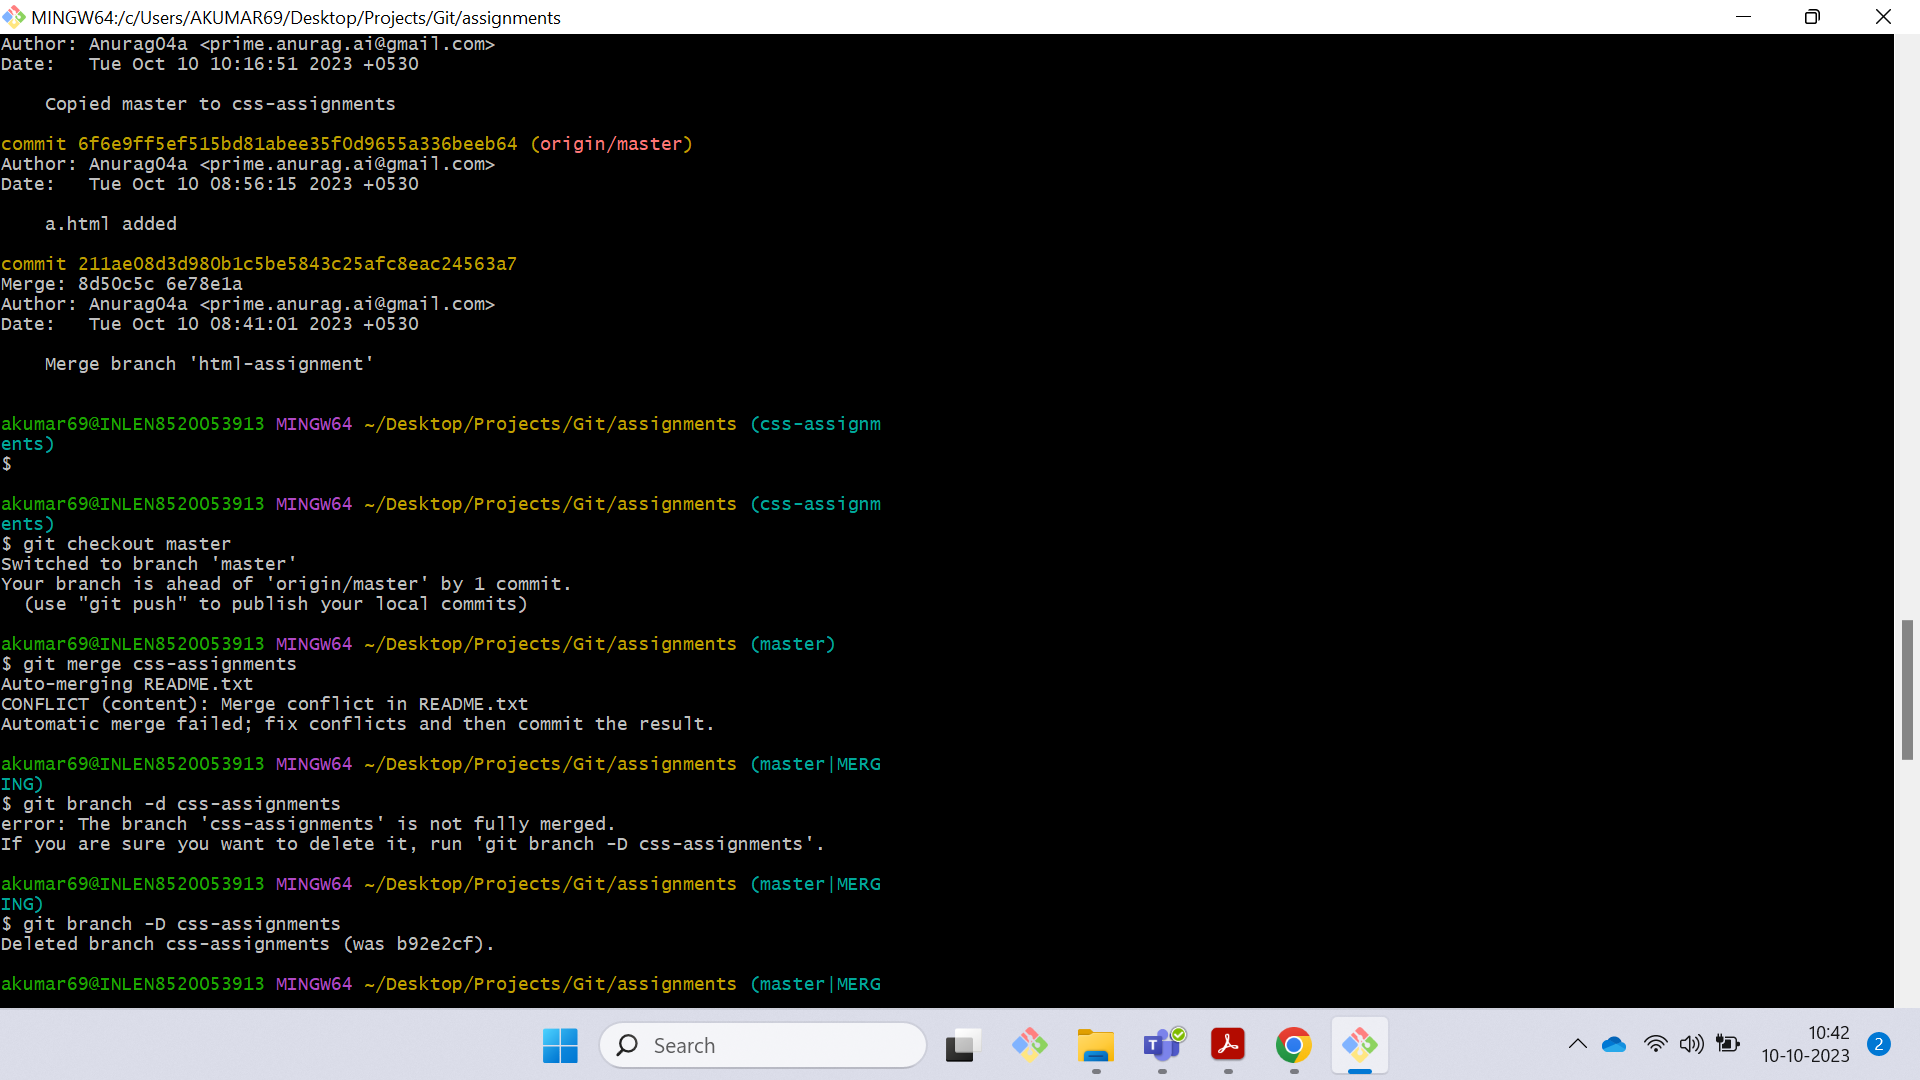 MINGW64:/c/Users/AKUMAR69/Desktop/Projects/Git/assignments
Author: Anurag04a <prime.anurag.ai@gmail.com>
Date:   Tue Oct 10 10:16:51 2023 +0530
    Copied master to css-assignments
commit 6f6e9ff5ef515bd81abee35f0d9655a336beeb64 (origin/master)
Author: Anurag04a <prime.anurag.ai@gmail.com>
Date:   Tue Oct 10 08:56:15 2023 +0530
    a.html added
commit 211ae08d3d980b1c5be5843c25afc8eac24563a7
Merge: 8d50c5c 6e78e1a
Author: Anurag04a <prime.anurag.ai@gmail.com>
Date:   Tue Oct 10 08:41:01 2023 +0530
    Merge branch 'html-assignment'
akumar69@INLEN8520053913 MINGW64 ~/Desktop/Projects/Git/assignments (css-assignm
ents)
$
akumar69@INLEN8520053913 MINGW64 ~/Desktop/Projects/Git/assignments (css-assignm
ents)
$ git checkout master
Switched to branch 'master'
Your branch is ahead of 'origin/master' by 1 commit.
  (use "git push" to publish your local commits)
akumar69@INLEN8520053913 MINGW64 ~/Desktop/Projects/Git/assignments (master)
$ git merge css-assignments
Auto-merging README.txt
CONFLICT (content): Merge conflict in README.txt
Automatic merge failed; fix conflicts and then commit the result.
akumar69@INLEN8520053913 MINGW64 ~/Desktop/Projects/Git/assignments (master|MERG
ING)
$ git branch -d css-assignments
error: The branch 'css-assignments' is not fully merged.
If you are sure you want to delete it, run 'git branch -D css-assignments'.
akumar69@INLEN8520053913 MINGW64 ~/Desktop/Projects/Git/assignments (master|MERG
ING)
$ git branch -D css-assignments
Deleted branch css-assignments (was b92e2cf).
akumar69@INLEN8520053913 MINGW64 ~/Desktop/Projects/Git/assignments (master|MERG
Search
T
10:42
10-10-2023
2